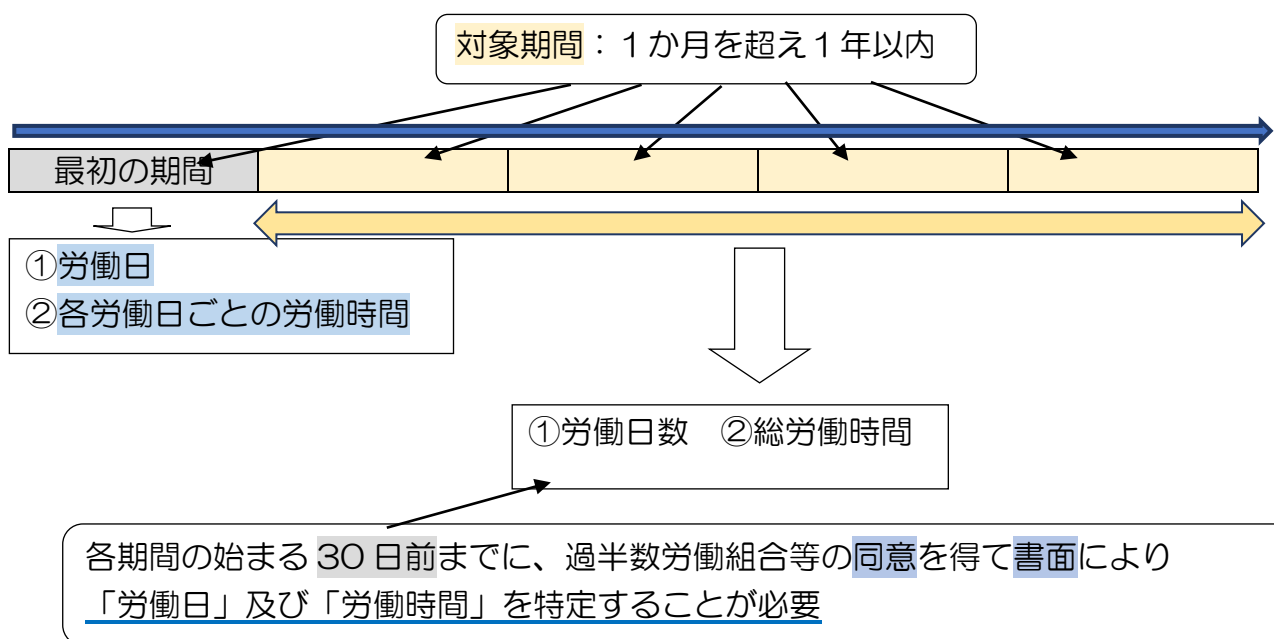 対象期間：１か月を超え１年以内
最初の期間
①労働日
②各労働日ごとの労働時間
①労働日数　②総労働時間
各期間の始まる 30 日前までに、過半数労働組合等の同意を得て書面により
「労働日」及び「労働時間」を特定することが必要